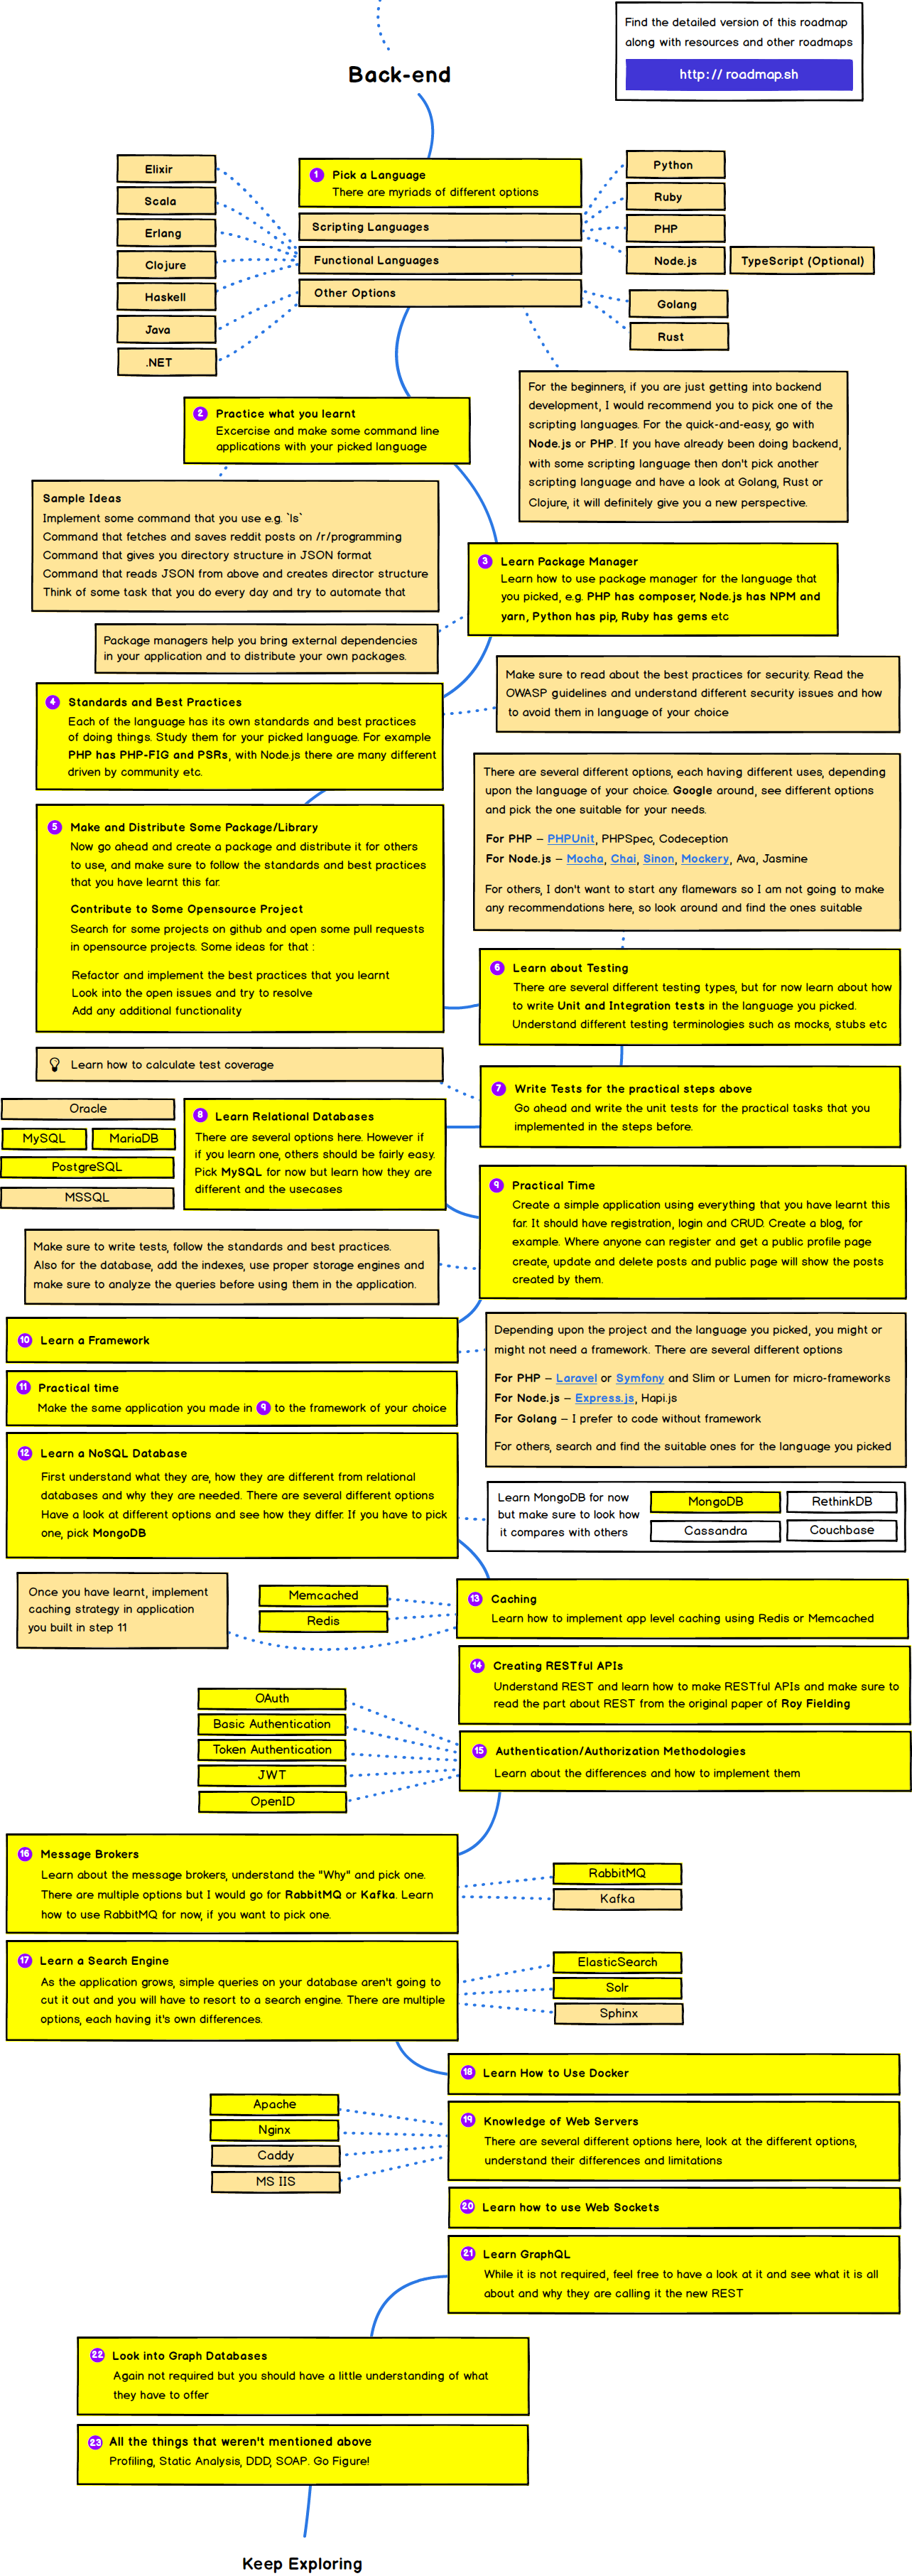 Find the detailed version of this roadmap
along with resources and other roadmaps
http:// roadmap.sh
Back-end
1 Pick a Language
There are myriads of different options
Scripting Languages
Functional Languages
Other Options
Elixir
Scala
Erlang
Clojure
Haskell
Java
.NET
Python
Ruby
PHP
Node.js
TypeScript (Optional)
Golang
Rust
For the beginners, if you are just getting into backend
development, I would recommend you to pick one of the
scripting languages. For the quick-and-easy, go with
Node.js or PHP. If you have already been doing backend,
with some scripting language then don't pick another
scripting language and have a look at Golang, Rust or
Clojure, it will definitely give you a new perspective.
2 Practice what you learnt
Excercise and make some command line
applications with your picked language
Sample Ideas
Implement some command that you use e.g. `ls`
Command that fetches and saves reddit posts on /r/programming
Command that gives you directory structure in JSON format
Command that reads JSON from above and creates director structure
Think of some task that you do every day and try to automate that
3 Learn Package Manager
Learn how to use package manager for the language that
you picked, e.g. PHP has composer, Node.js has NPM and
yarn, Python has pip, Ruby has gems etc
Package managers help you bring external dependencies
in your application and to distribute your own packages.
4 Standards and Best Practices
Each of the language has its own standards and best practices
of doing things. Study them for your picked language. For example
PHP has PHP-FIG and PSRs, with Node.js there are many different
driven by community etc.
Make sure to read about the best practices for security. Read the
OWASP guidelines and understand different security issues and how
to avoid them in language of your choice
5 Make and Distribute Some Package/Library
Now go ahead and create a package and distribute it for others
to use, and make sure to follow the standards and best practices
that you have learnt this far.
Contribute to Some Opensource Project
Search for some projects on github and open some pull requests
in opensource projects. Some ideas for that :
Refactor and implement the best practices that you learnt
Look into the open issues and try to resolve
Add any additional functionality
There are several different options, each having different uses, depending
upon the language of your choice. Google around, see different options
and pick the one suitable for your needs.
For PHP – PHPUnit, PHPSpec, Codeception
For Node.js – Mocha, Chai, Sinon, Mockery, Ava, Jasmine
For others, I don't want to start any flamewars so I am not going to make
any recommendations here, so look around and find the ones suitable
6 Learn about Testing
There are several different testing types, but for now learn about how
to write Unit and Integration tests in the language you picked.
Understand different testing terminologies such as mocks, stubs etc
Learn how to calculate test coverage
7 Write Tests for the practical steps above
Go ahead and write the unit tests for the practical tasks that you
implemented in the steps before.
8 Learn Relational Databases
There are several options here. However if
if you learn one, others should be fairly easy.
Pick MySQL for now but learn how they are
different and the usecases
Oracle
MySQL
MariaDB
PostgreSQL
MSSQL
9 Practical Time
Create a simple application using everything that you have learnt this
far. It should have registration, login and CRUD. Create a blog, for
example. Where anyone can register and get a public profile page
create, update and delete posts and public page will show the posts
created by them.
Make sure to write tests, follow the standards and best practices.
Also for the database, add the indexes, use proper storage engines and
make sure to analyze the queries before using them in the application.
10 Learn a Framework
Depending upon the project and the language you picked, you might or
might not need a framework. There are several different options
For PHP – Laravel or Symfony and Slim or Lumen for micro-frameworks
For Node.js – Express.js, Hapi.js
For Golang – I prefer to code without framework
For others, search and find the suitable ones for the language you picked
11 Practical time
Make the same application you made in 9 to the framework of your choice
12 Learn a NoSQL Database
First understand what they are, how they are different from relational
databases and why they are needed. There are several different options
Have a look at different options and see how they differ. If you have to pick
one, pick MongoDB
Learn MongoDB for now
but make sure to look how
it compares with others
MongoDB
RethinkDB
Cassandra
Couchbase
13 Caching
Learn how to implement app level caching using Redis or Memcached
Memcached
Redis
Once you have learnt, implement
caching strategy in application
you built in step 11
14 Creating RESTful APIs
Understand REST and learn how to make RESTful APIs and make sure to
read the part about REST from the original paper of Roy Fielding
15 Authentication/Authorization Methodologies
Learn about the differences and how to implement them
OAuth
Basic Authentication
Token Authentication
JWT
OpenID
16 Message Brokers
Learn about the message brokers, understand the "Why" and pick one.
There are multiple options but I would go for RabbitMQ or Kafka. Learn
how to use RabbitMQ for now, if you want to pick one.
RabbitMQ
Kafka
17 Learn a Search Engine
As the application grows, simple queries on your database aren't going to
cut it out and you will have to resort to a search engine. There are multiple
options, each having it's own differences.
ElasticSearch
Solr
Sphinx
18 Learn How to Use Docker
19 Knowledge of Web Servers
There are several different options here, look at the different options,
understand their differences and limitations
Apache
Nginx
Caddy
MS IIS
20 Learn how to use Web Sockets
21 Learn GraphQL
While it is not required, feel free to have a look at it and see what it is all
about and why they are calling it the new REST
22 Look into Graph Databases
Again not required but you should have a little understanding of what
they have to offer
23 All the things that weren't mentioned above
Profiling, Static Analysis, DDD, SOAP. Go Figure!
Keep Exploring